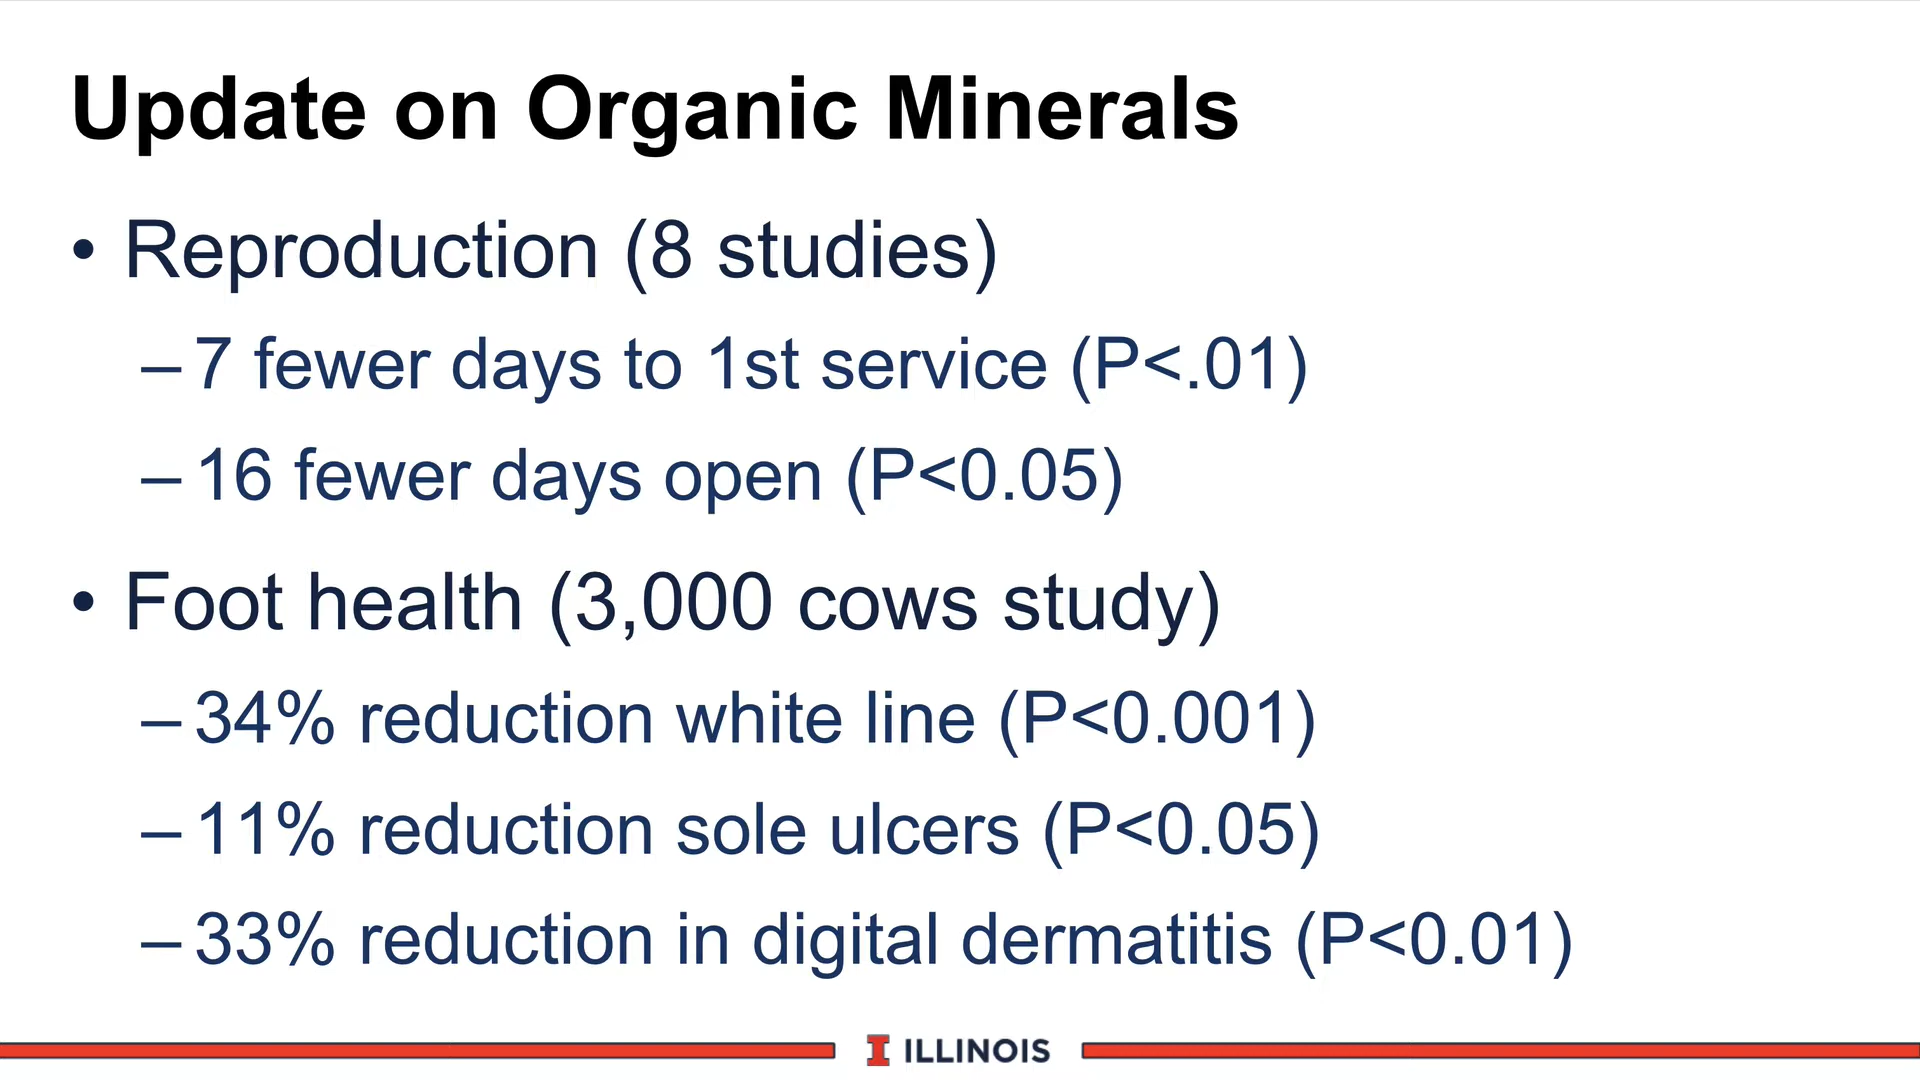 Update on Organic Minerals
• Reproduction (8 studies)
– 7 fewer days to 1st service (P<.01)
– 16 fewer days open (P<0.05)
• Foot health (3,000 cows study)
– 34% reduction white line (P<0.001)
– 11% reduction sole ulcers (P<0.05)
– 33% reduction in digital dermatitis (P<0.01)
I ILLINOIS